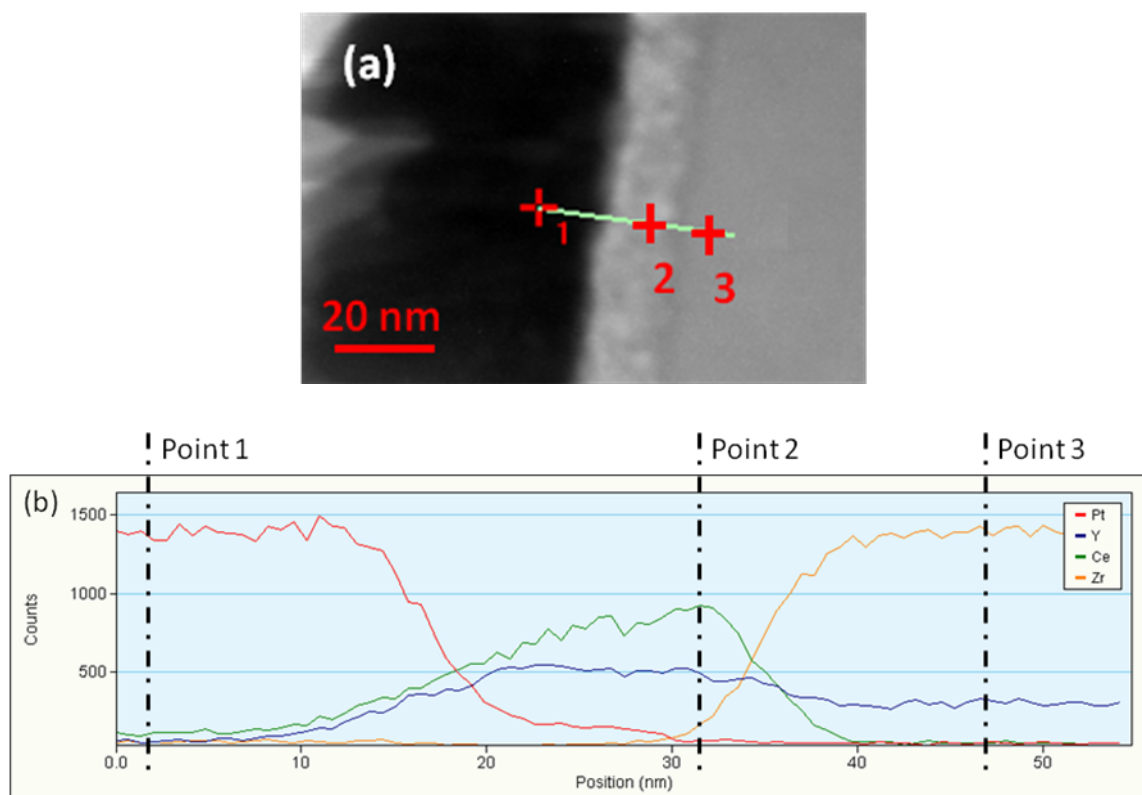 (a)
1
2
3
20 nm
Point 1
Point 2
Point 3
(b)
1500
1000
500
Counts
Pt
Y
Ce
Zr
0.0
10
20
30
40
50
Position (nm)